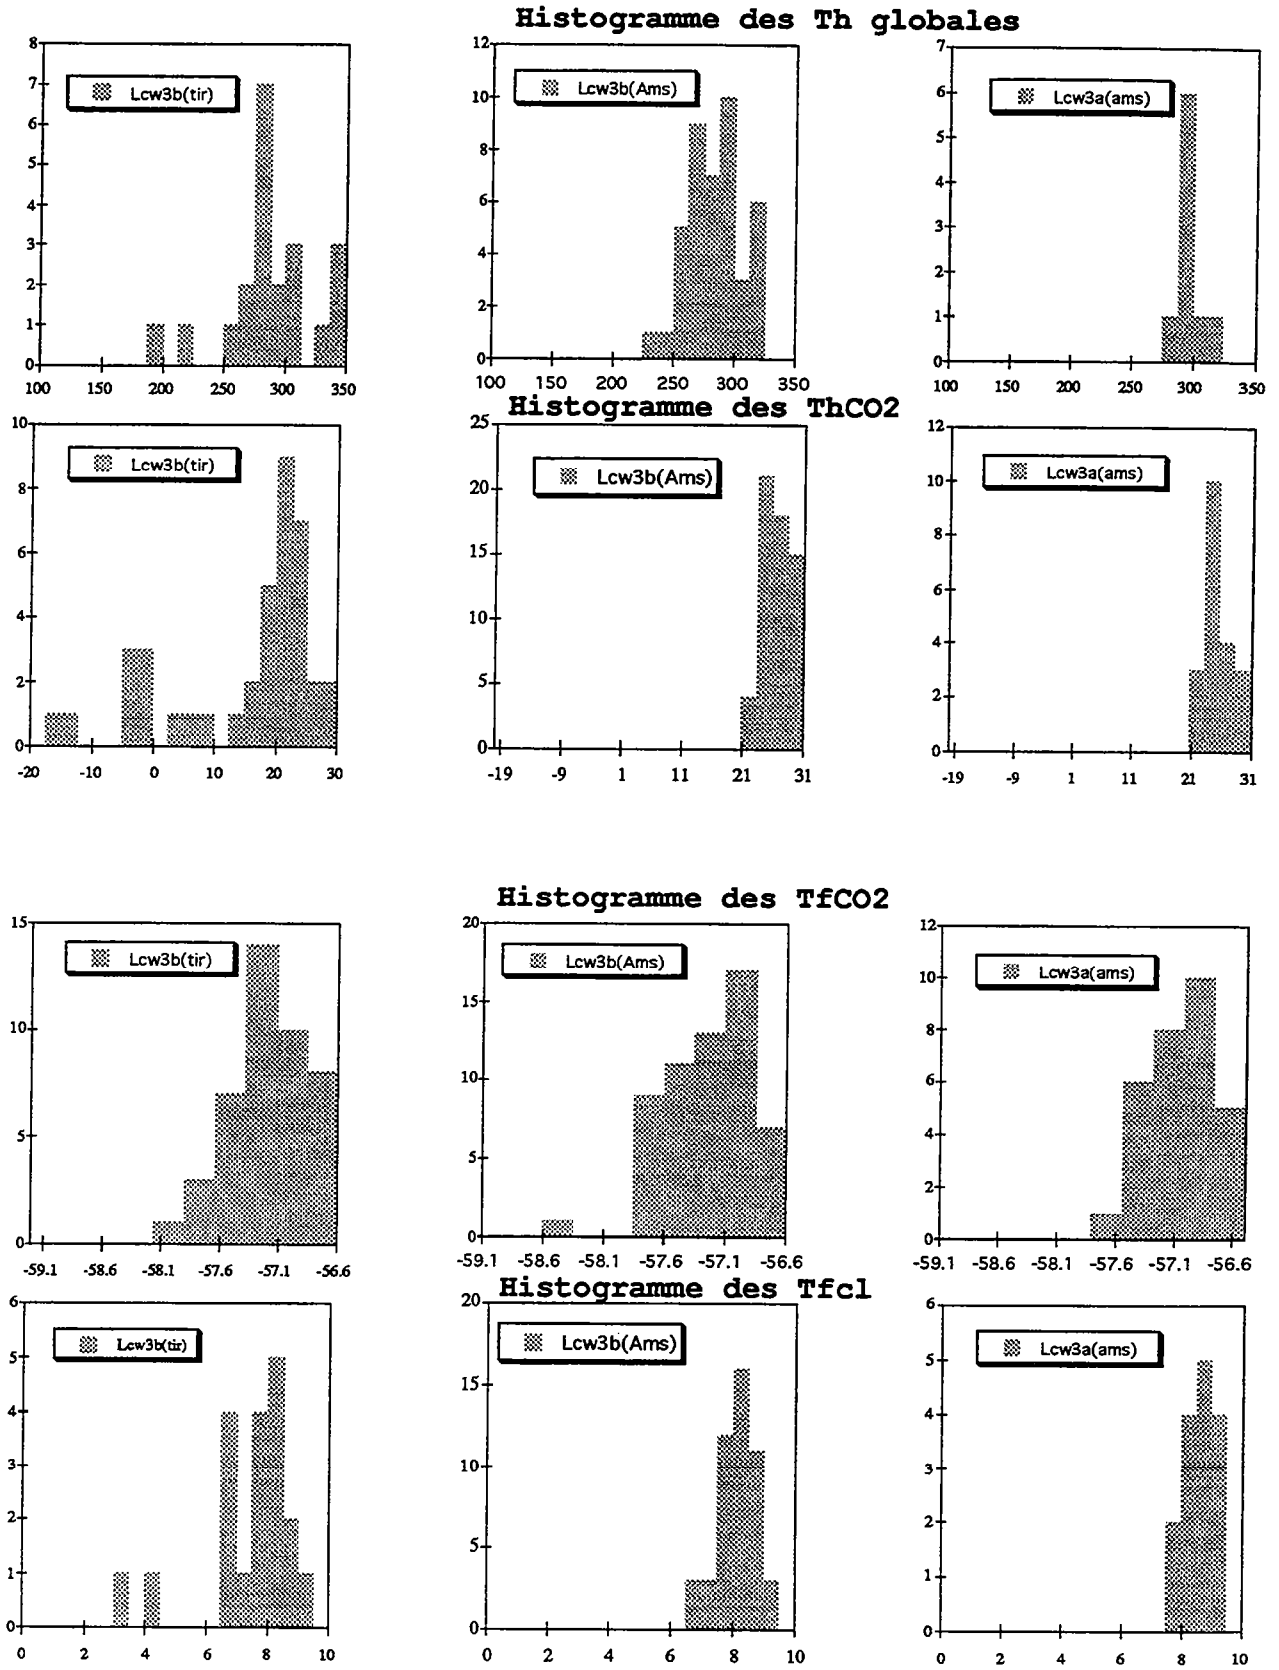 Histogramme des Th globales
8
7
6
5
4
3
2
1
0
Lcw3b(tir)
100 150 200 250 300 350
12
10
8
6
4
2
0
Lcw3b(Ams)
100 150 200 250 300 350
7
6
5
4
3
2
1
0
Lcw3a(ams)
100 150 200 250 300 350
Histogramme des ThCO2
10
8
6
4
2
0
Lcw3b(tir)
-20 -10 0 10 20 30
25
20
15
10
5
0
Lcw3b(Ams)
-19 -9 1 11 21 31
12
10
8
6
4
2
0
Lcw3a(ams)
-19 -9 1 11 21 31
Histogramme des TfCO2
15
10
5
0
Lcw3b(tir)
-59.1 -58.6 -58.1 -57.6 -57.1 -56.6
20
15
10
5
0
Lcw3b(Ams)
-59.1 -58.6 -58.1 -57.6 -57.1 -56.6
12
10
8
6
4
2
0
Lcw3a(ams)
-59.1 -58.6 -58.1 -57.6 -57.1 -56.6
Histogramme des Tfcl
6
5
4
3
2
1
0
Lcw3b(tir)
0 2 4 6 8 10
20
15
10
5
0
Lcw3b(Ams)
0 2 4 6 8 10
6
5
4
3
2
1
0
Lcw3a(ams)
0 2 4 6 8 10